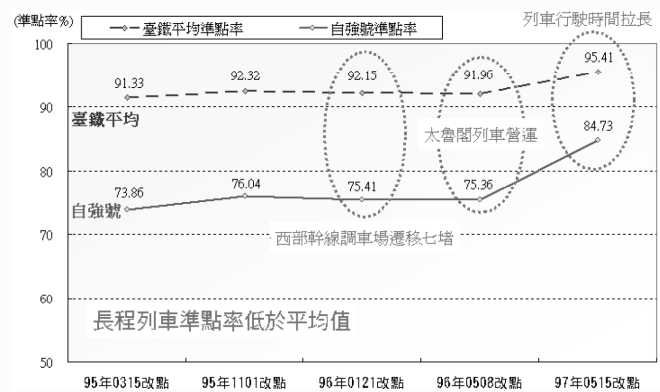 (準點率%)
臺鐵平均準點率
自強號準點率
列車行駛時間拉長
100
90
80
70
60
50
91.33
92.32
92.15
91.96
95.41
臺鐵平均
太魯閣列車營運
84.73
73.86
76.04
75.41
75.36
自強號
西部幹線調車場遷移七堵
長程列車準點率低於平均值
95年0315改點
95年1101改點
96年0121改點
96年0508改點
97年0515改點